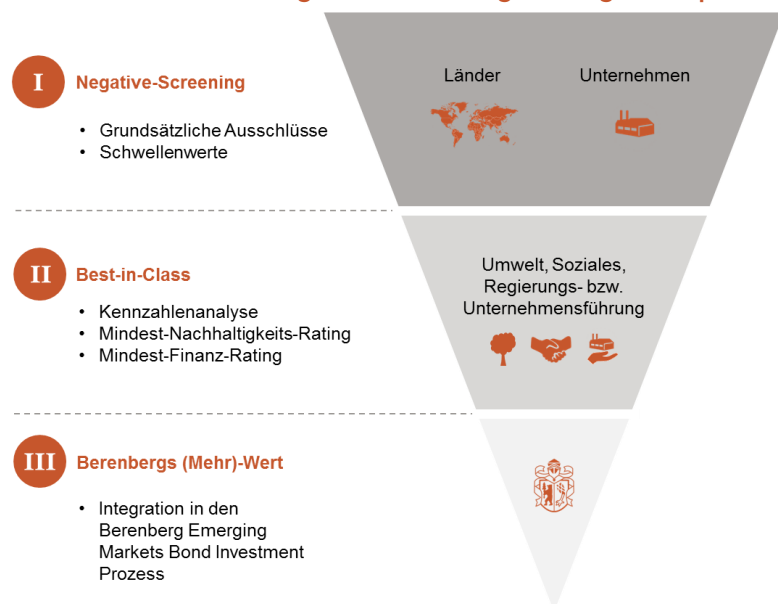 I
Negative-Screening
• Grundsätzliche Ausschlüsse
• Schwellenwerte
Länder
Unternehmen
II
Best-in-Class
• Kennzahlenanalyse
• Mindest-Nachhaltigkeits-Rating
• Mindest-Finanz-Rating
Umwelt, Soziales,
Regierungs- bzw.
Unternehmensführung
III
Berenbergs (Mehr)-Wert
• Integration in den
Berenberg Emerging
Markets Bond Investment
Prozess